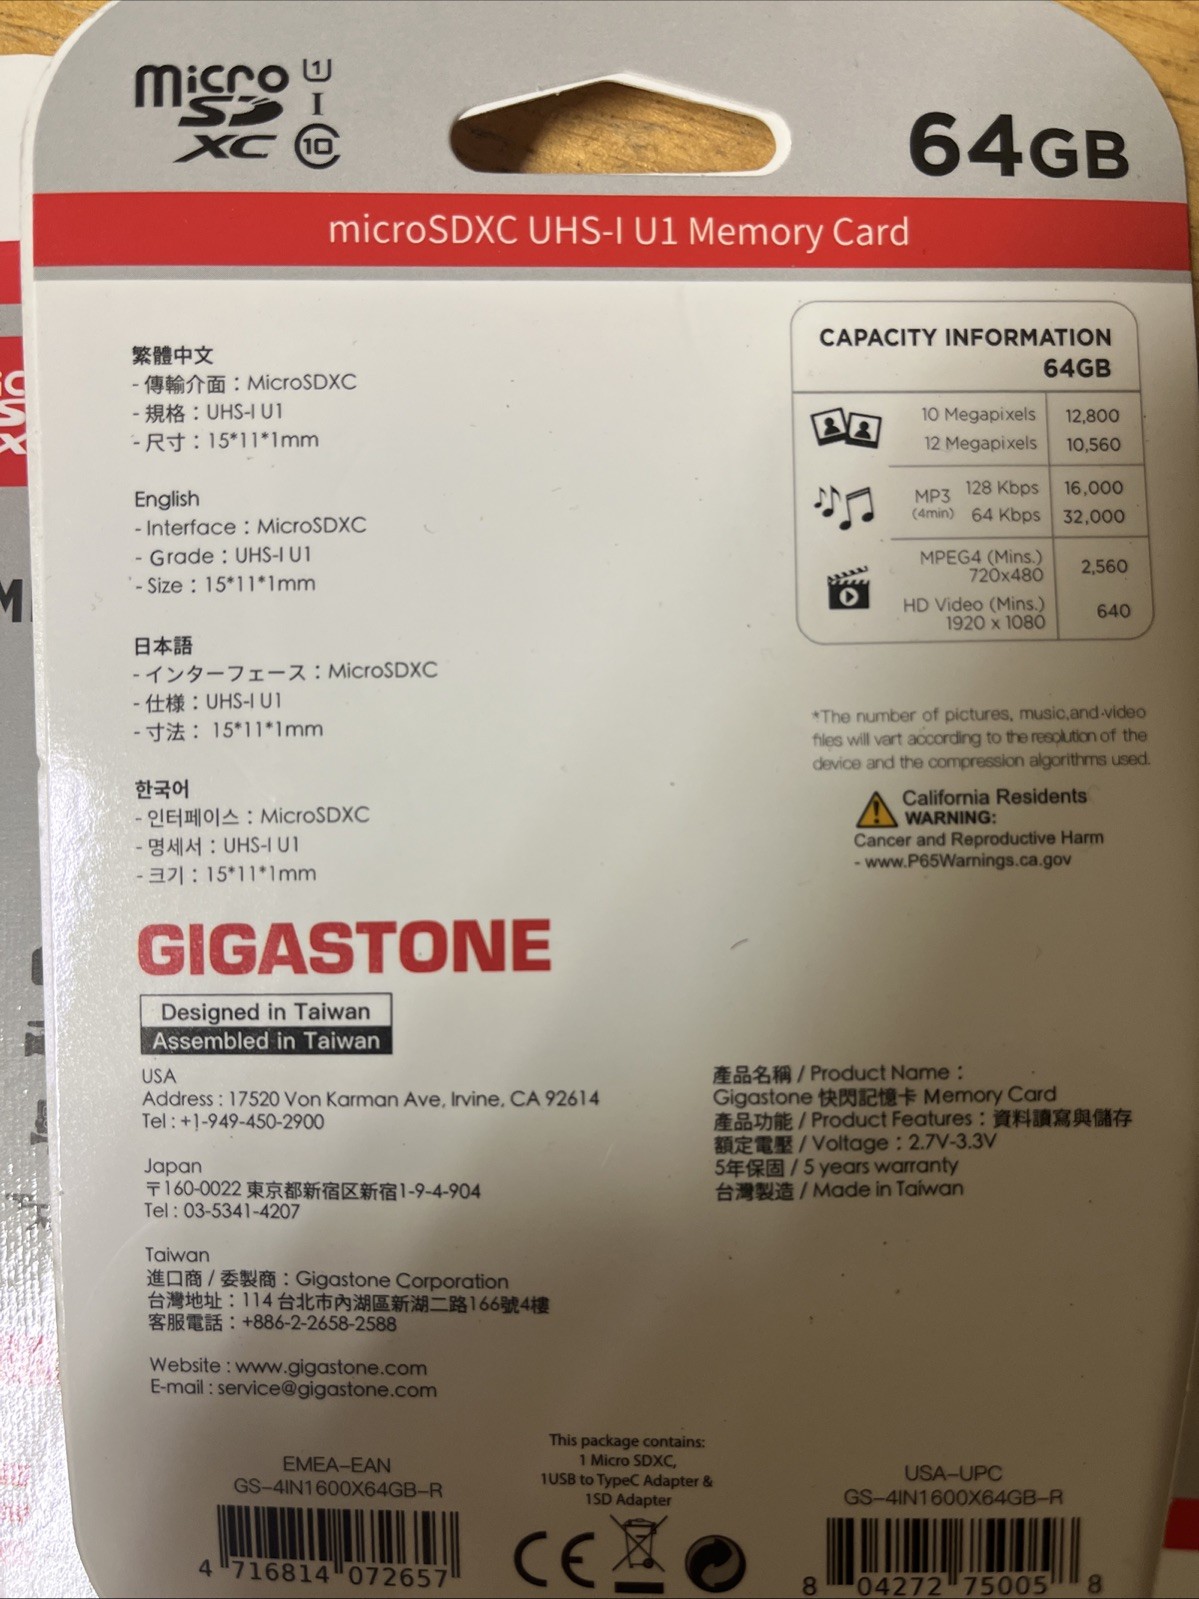 Micro SD XC
U1 I 10
64GB
microSDXC UHS-I U1 Memory Card
繁體中文
- 傳輸介面：MicroSDXC
- 規格：UHS-I U1
- 尺寸：15*11*1mm
English
- Interface：MicroSDXC
- Grade：UHS-I U1
- Size：15*11*1mm
日本語
- インターフェース：MicroSDXC
- 仕様：UHS-I U1
- 寸法： 15*11*1mm
한국어
- 인터페이스：MicroSDXC
- 명세서：UHS-I U1
- 크기：15*11*1mm
CAPACITY INFORMATION
64GB
10 Megapixels 12,800
12 Megapixels 10,560
MP3 (4min) 128 Kbps 16,000
64 Kbps 32,000
MPEG4 (Mins.) 720x480 2,560
HD Video (Mins.) 1920 x 1080 640
*The number of pictures, music,and video
files will vart according to the resolution of the
device and the compression algorithms used.
California Residents
WARNING:
Cancer and Reproductive Harm
- www.P65Warnings.ca.gov
GIGASTONE
Designed in Taiwan
Assembled in Taiwan
USA
Address : 17520 Von Karman Ave, Irvine, CA 92614
Tel : +1-949-450-2900
Japan
〒160-0022 東京都新宿区新宿1-9-4-904
Tel : 03-5341-4207
Taiwan
進口商 / 委製商：Gigastone Corporation
台灣地址：114 台北市內湖區新湖二路166號4樓
客服電話：+886-2-2658-2588
Website : www.gigastone.com
E-mail : service@gigastone.com
產品名稱 / Product Name：
Gigastone 快閃記憶卡 Memory Card
產品功能 / Product Features：資料讀寫與儲存
額定電壓 / Voltage：2.7V-3.3V
5年保固 / 5 years warranty
台灣製造 / Made in Taiwan
EMEA-EAN
GS-4IN1600X64GB-R
4 716814 072657
This package contains:
1 Micro SDXC,
1USB to TypeC Adapter &
1SD Adapter
CE
USA-UPC
GS-4IN1600X64GB-R
8 04272 75005 8